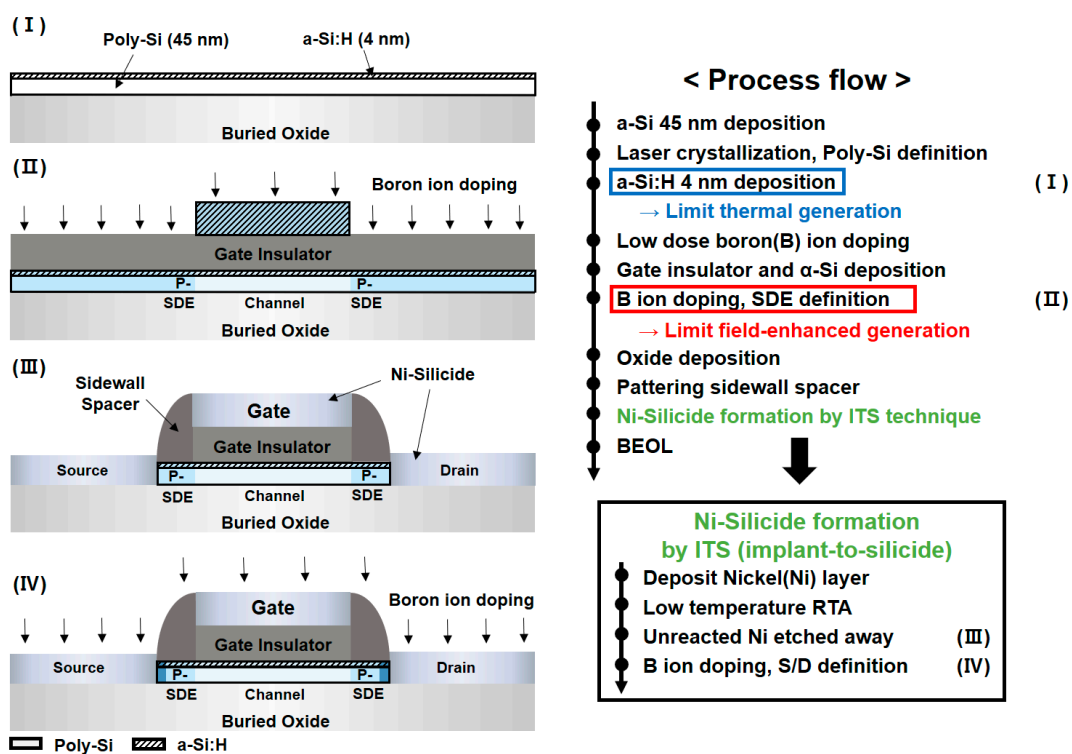 (Ⅰ)
Poly-Si (45 nm)
a-Si:H (4 nm)
Buried Oxide
(Ⅱ)
Boron ion doping
Gate Insulator
P-
P-
SDE
Channel
SDE
Buried Oxide
(Ⅲ)
Sidewall
Spacer
Ni-Silicide
Gate
Gate Insulator
Source
P-
P-
Drain
SDE
Channel
SDE
Buried Oxide
(Ⅳ)
Boron ion doping
Gate
Gate Insulator
Source
P-
P-
Drain
SDE
Channel
SDE
Buried Oxide
Poly-Si
a-Si:H
< Process flow >
a-Si 45 nm deposition
Laser crystallization, Poly-Si definition
a-Si:H 4 nm deposition (Ⅰ)
→ Limit thermal generation
Low dose boron(B) ion doping
Gate insulator and α-Si deposition
B ion doping, SDE definition (Ⅱ)
→ Limit field-enhanced generation
Oxide deposition
Pattering sidewall spacer
Ni-Silicide formation by ITS technique
BEOL
Ni-Silicide formation
by ITS (implant-to-silicide)
Deposit Nickel(Ni) layer
Low temperature RTA
Unreacted Ni etched away (Ⅲ)
B ion doping, S/D definition (Ⅳ)